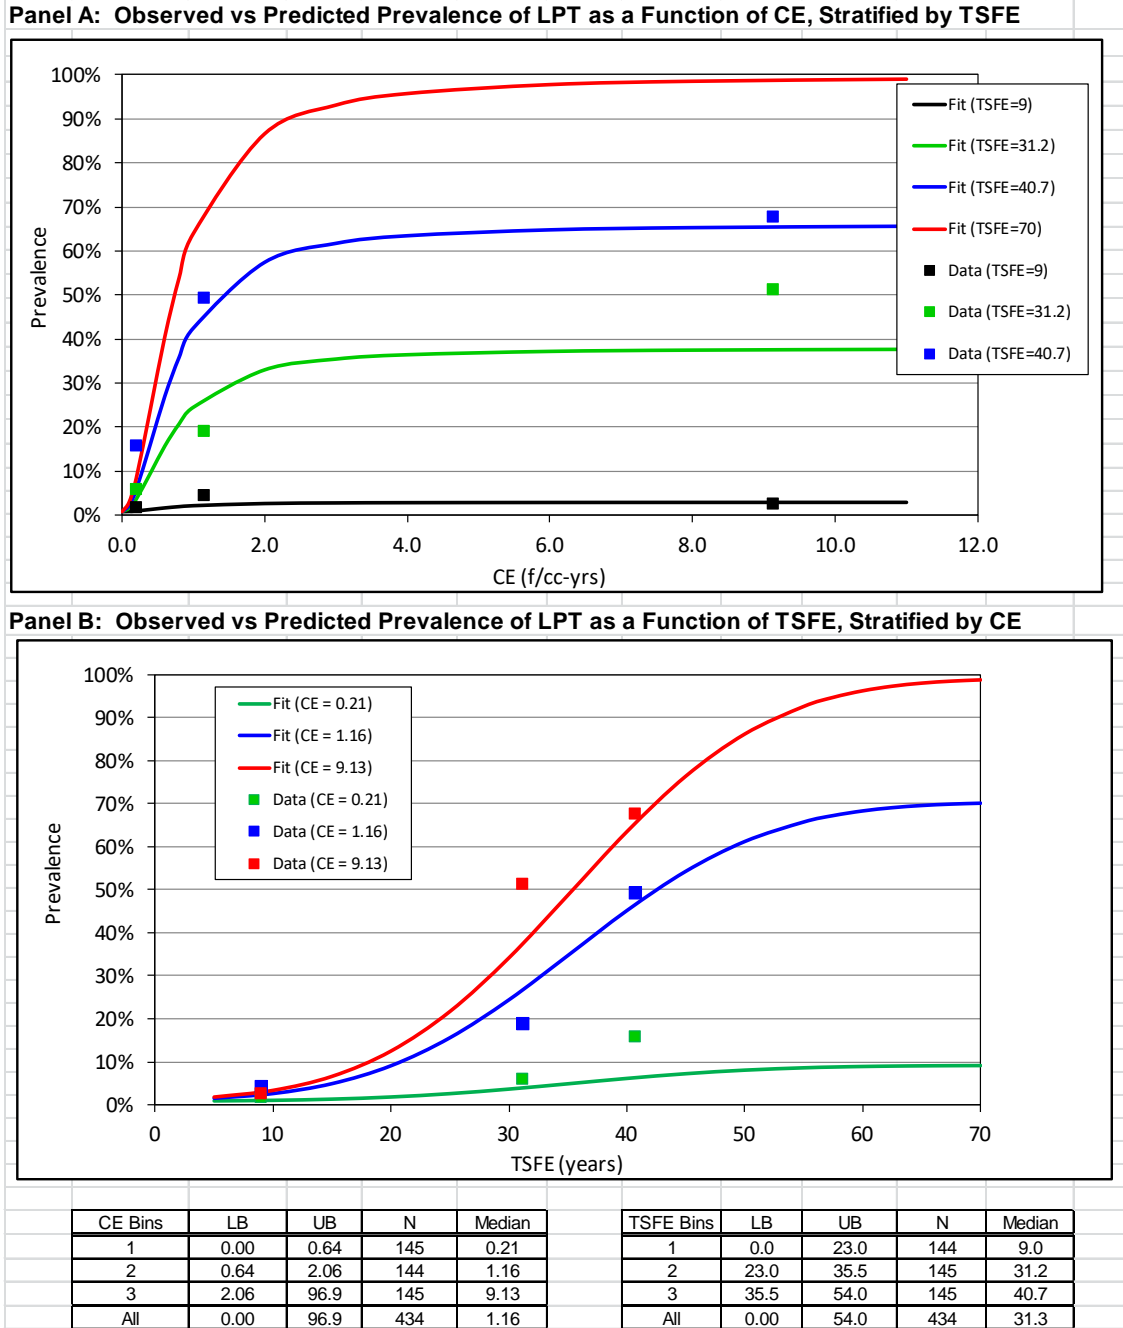 Panel A:  Observed vs Predicted Prevalence of LPT as a Function of CE, Stratified by TSFE
100%
90%
80%
70%
60%
50%
40%
30%
20%
10%
0%
Prevalence
0.0 2.0 4.0 6.0 8.0 10.0 12.0
CE (f/cc-yrs)
Fit (TSFE=9)
Fit (TSFE=31.2)
Fit (TSFE=40.7)
Fit (TSFE=70)
Data (TSFE=9)
Data (TSFE=31.2)
Data (TSFE=40.7)
Panel B:  Observed vs Predicted Prevalence of LPT as a Function of TSFE, Stratified by CE
100%
90%
80%
70%
60%
50%
40%
30%
20%
10%
0%
Prevalence
Fit (CE = 0.21)
Fit (CE = 1.16)
Fit (CE = 9.13)
Data (CE = 0.21)
Data (CE = 1.16)
Data (CE = 9.13)
0 10 20 30 40 50 60 70
TSFE (years)
CE Bins LB UB N Median
1 0.00 0.64 145 0.21
2 0.64 2.06 144 1.16
3 2.06 96.9 145 9.13
All 0.00 96.9 434 1.16
TSFE Bins LB UB N Median
1 0.0 23.0 144 9.0
2 23.0 35.5 145 31.2
3 35.5 54.0 145 40.7
All 0.00 54.0 434 31.3